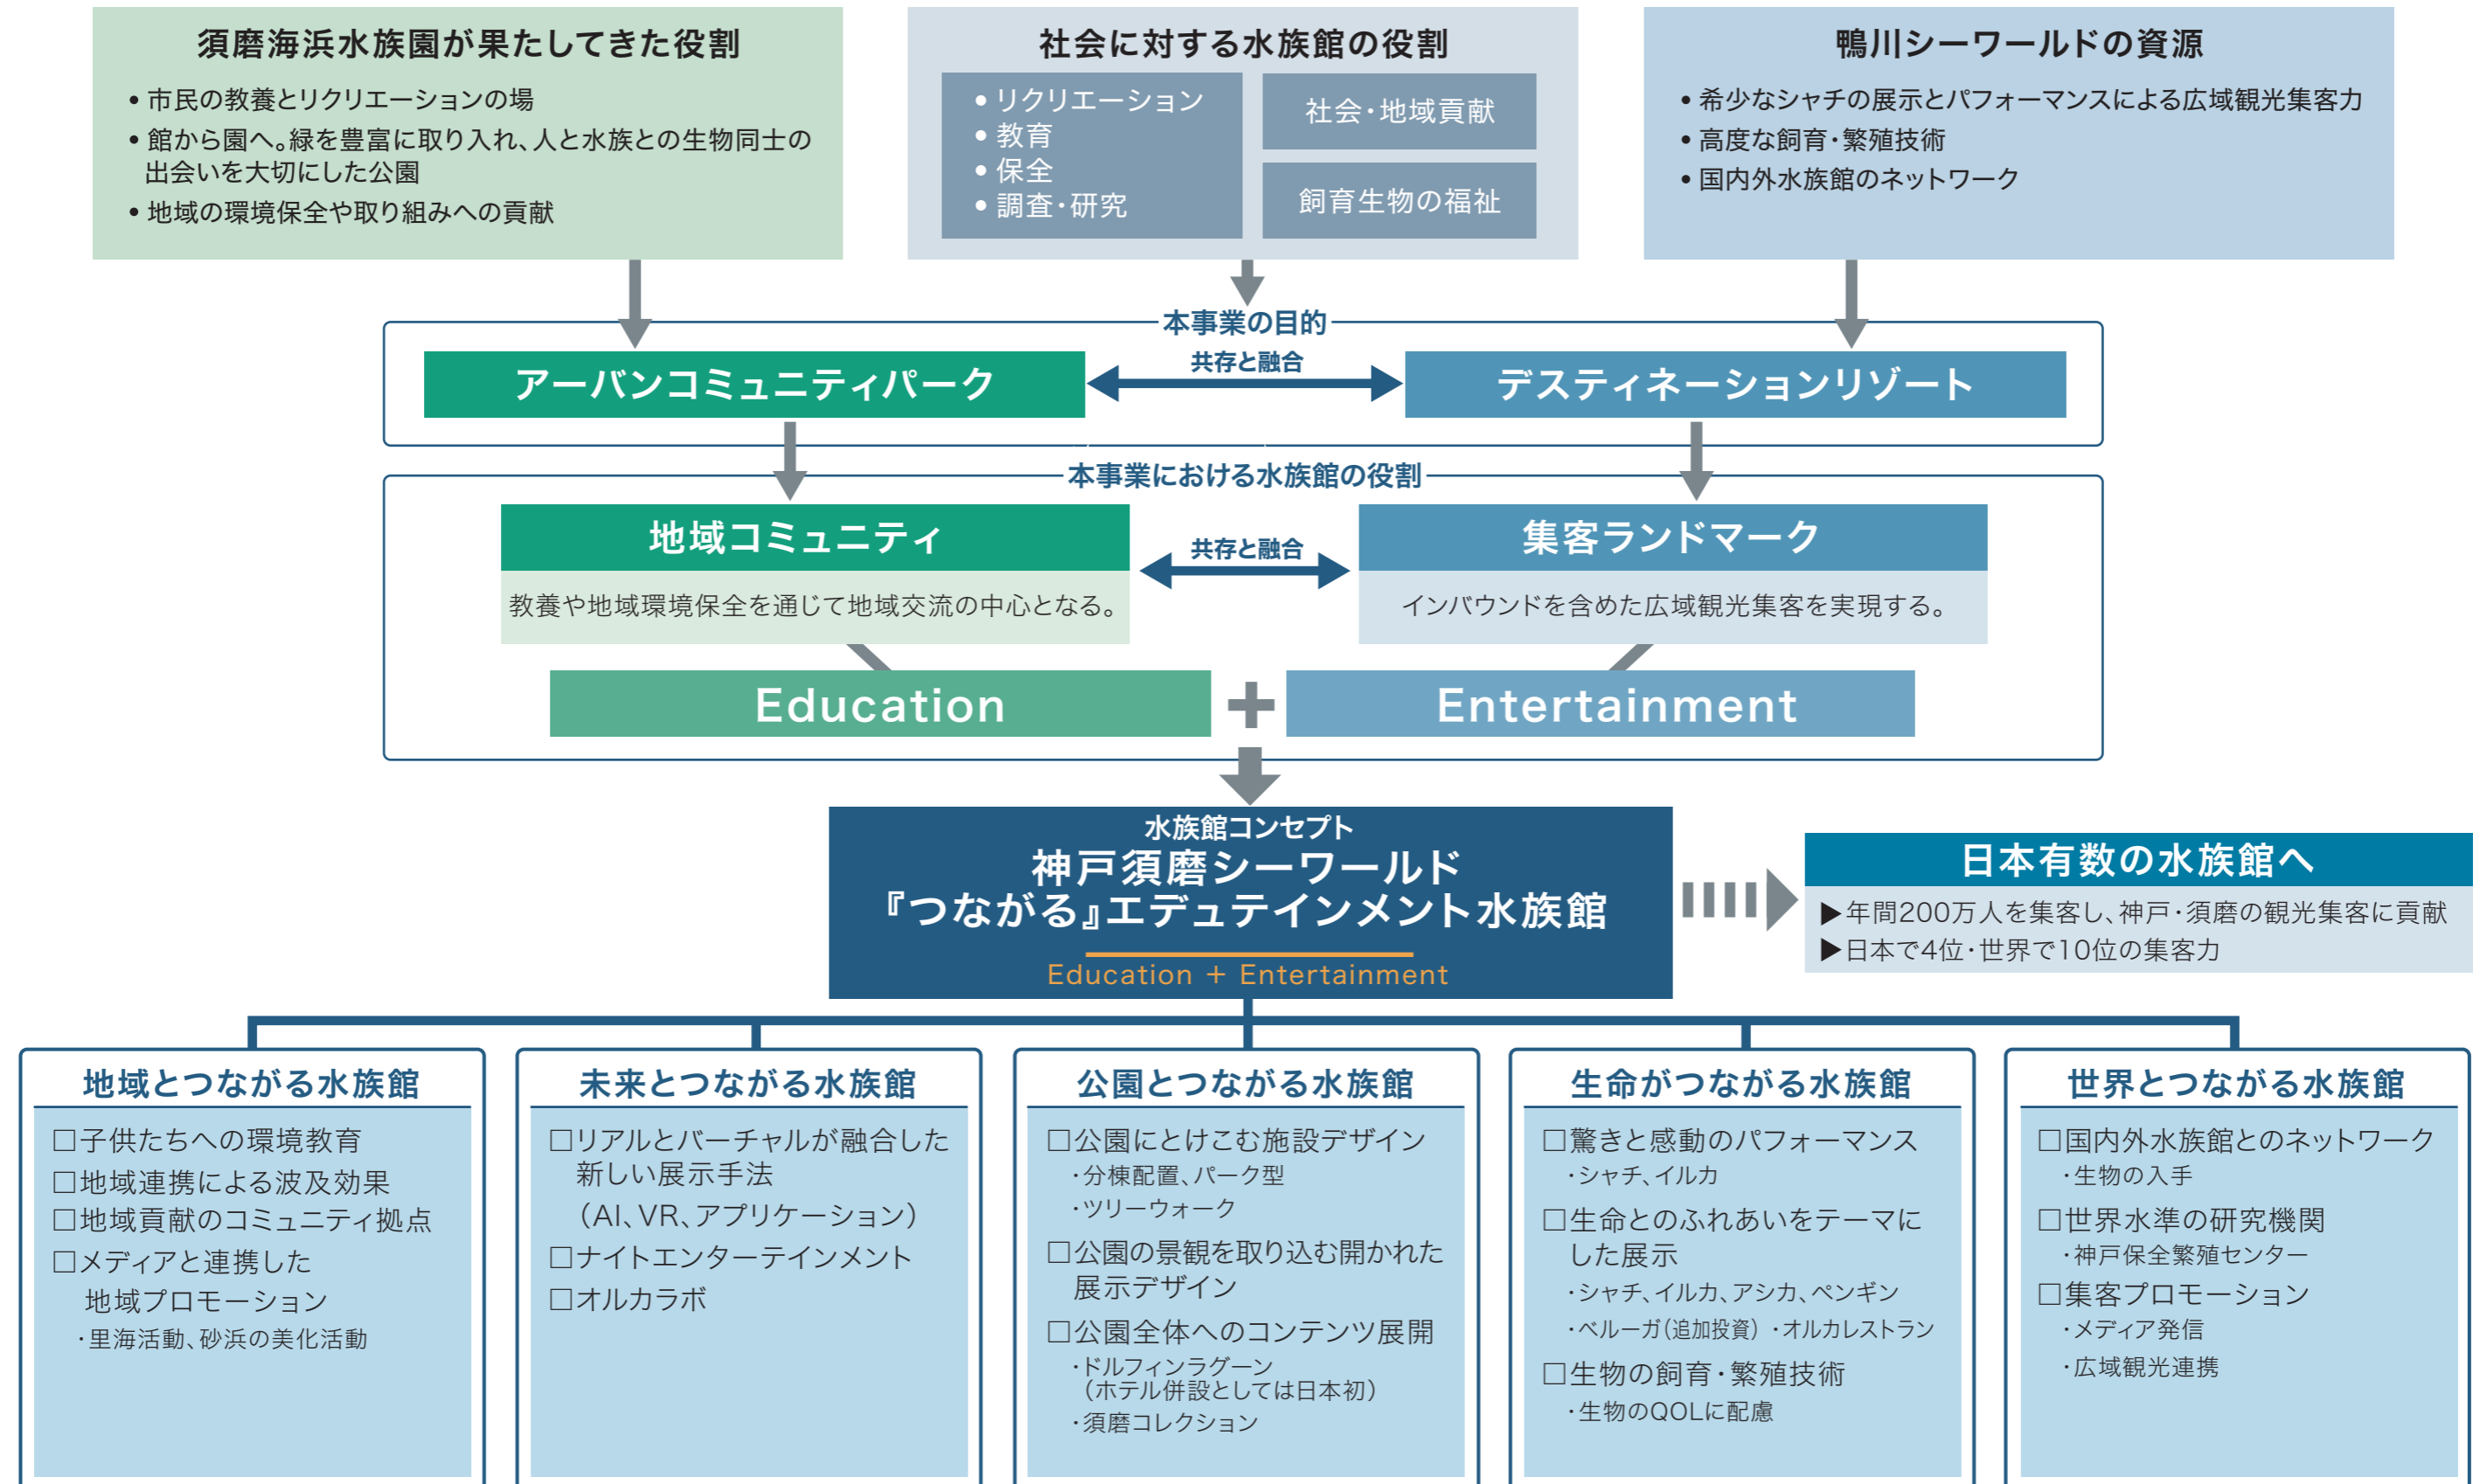 須磨海浜水族園が果たしてきた役割
•市民の教養とリクリエーションの場
•館から園へ。緑を豊富に取り入れ、人と水族との生物同士の
出会いを大切にした公園
•地域の環境保全や取り組みへの貢献
社会に対する水族館の役割
•リクリエーション
•教育
•保全
•調査・研究
社会・地域貢献
飼育生物の福祉
鴨川シーワールドの資源
•希少なシャチの展示とパフォーマンスによる広域観光集客力
•高度な飼育・繁殖技術
•国内外水族館のネットワーク
本事業の目的
アーバンコミュニティパーク
共存と融合
デスティネーションリゾート
本事業における水族館の役割
地域コミュニティ
教養や地域環境保全を通じて地域交流の中心となる。
共存と融合
集客ランドマーク
インバウンドを含めた広域観光集客を実現する。
Education
+
Entertainment
水族館コンセプト
神戸須磨シーワールド
『つながる』エデュテインメント水族館
Education + Entertainment
日本有数の水族館へ
▶年間200万人を集客し、神戸・須磨の観光集客に貢献
▶日本で4位・世界で10位の集客力
地域とつながる水族館
□子供たちへの環境教育
□地域連携による波及効果
□地域貢献のコミュニティ拠点
□メディアと連携した
地域プロモーション
・里海活動、砂浜の美化活動
未来とつながる水族館
□リアルとバーチャルが融合した
新しい展示手法
（AI、VR、アプリケーション）
□ナイトエンターテインメント
□オルカラボ
公園とつながる水族館
□公園にとけこむ施設デザイン
・分棟配置、パーク型
・ツリーウォーク
□公園の景観を取り込む開かれた
展示デザイン
□公園全体へのコンテンツ展開
・ドルフィンラグーン
（ホテル併設としては日本初）
・須磨コレクション
生命がつながる水族館
□驚きと感動のパフォーマンス
・シャチ、イルカ
□生命とのふれあいをテーマに
した展示
・シャチ、イルカ、アシカ、ペンギン
・ベルーガ（追加投資）・オルカレストラン
□生物の飼育・繁殖技術
・生物のQOLに配慮
世界とつながる水族館
□国内外水族館とのネットワーク
・生物の入手
□世界水準の研究機関
・神戸保全繁殖センター
□集客プロモーション
・メディア発信
・広域観光連携